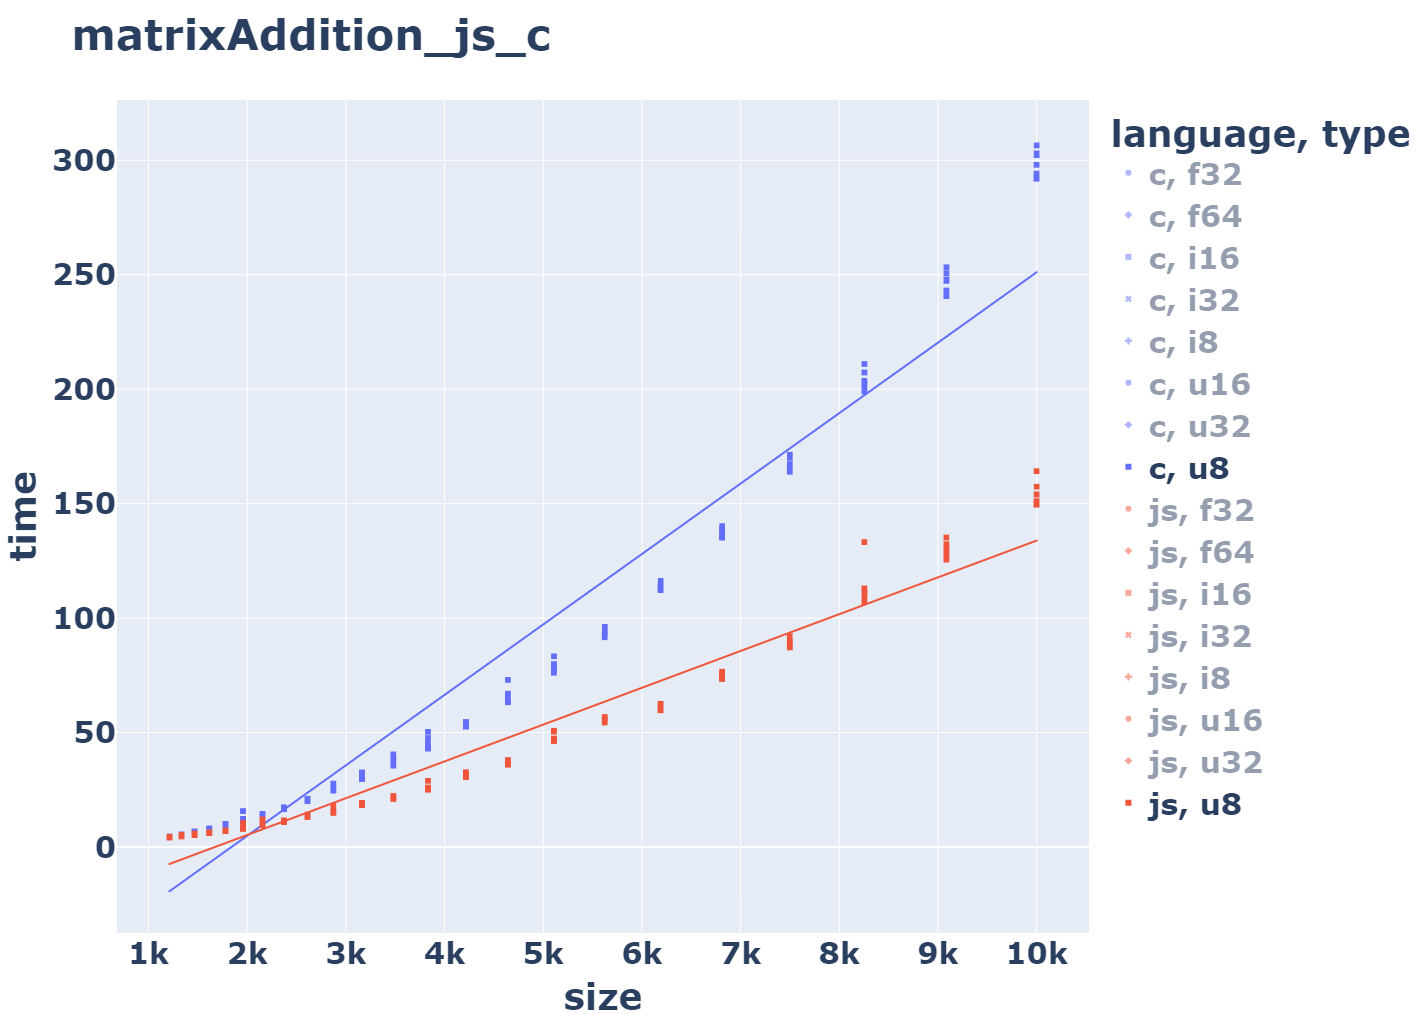 matrixAddition_js_c
language, type
c, f32
c, f64
c, i16
c, i32
c, i8
c, u16
c, u32
c, u8
js, f32
js, f64
js, i16
js, i32
js, i8
js, u16
js, u32
js, u8
time
300
250
200
150
100
50
0
1k 2k 3k 4k 5k 6k 7k 8k 9k 10k
size